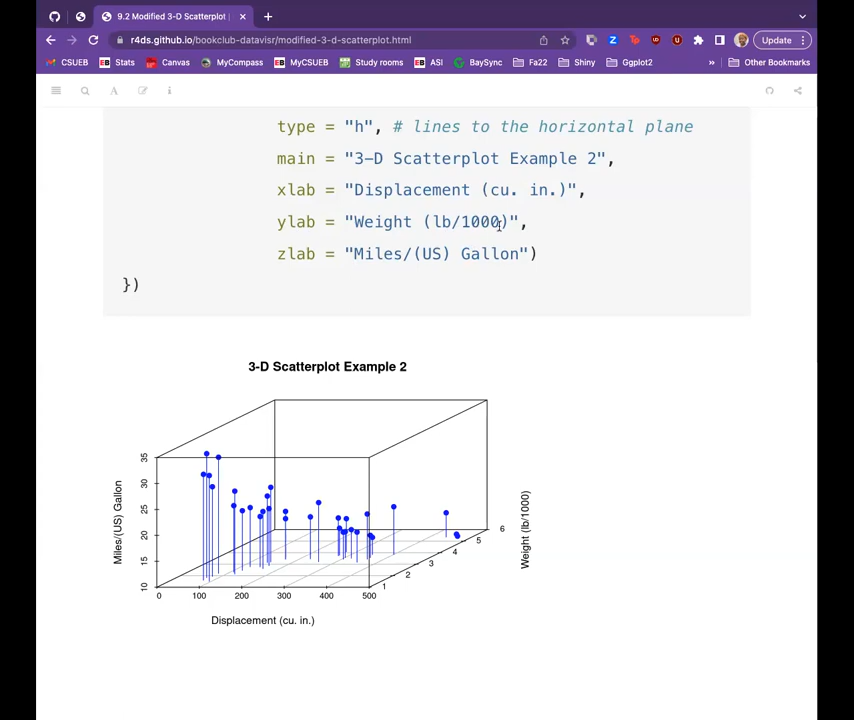 9.2 Modified 3-D Scatterplot |
r4ds.github.io/bookclub-datavisr/modified-3-d-scatterplot.html
Update
CSUEB
EB Stats
Canvas
MyCompass
EB MyCSUEB
Study rooms
EB ASI
BaySync
Fa22
Shiny
Ggplot2
»
Other Bookmarks
type = "h", # lines to the horizontal plane
main = "3-D Scatterplot Example 2",
xlab = "Displacement (cu. in.)",
ylab = "Weight (lb/1000)",
zlab = "Miles/(US) Gallon")
})
3-D Scatterplot Example 2
35
30
25
20
15
10
Miles/(US) Gallon
0 100 200 300 400 500
Displacement (cu. in.)
1 2 3 4 5 6
Weight (lb/1000)